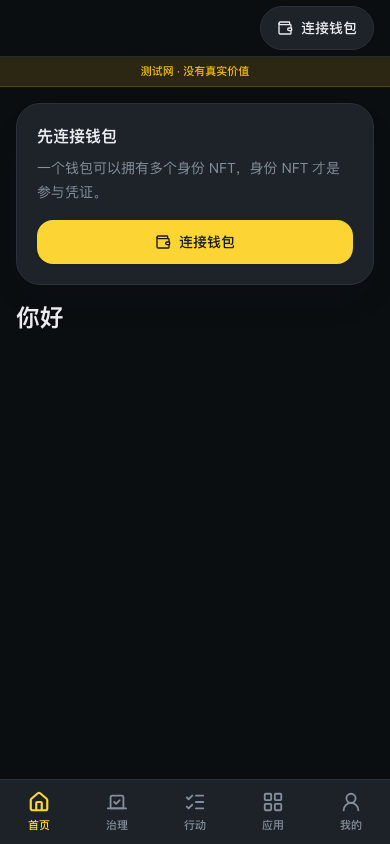 连接钱包
测试网 · 没有真实价值
先连接钱包
一个钱包可以拥有多个身份 NFT，身份 NFT 才是
参与凭证。
连接钱包
你好
首页
治理
行动
应用
我的